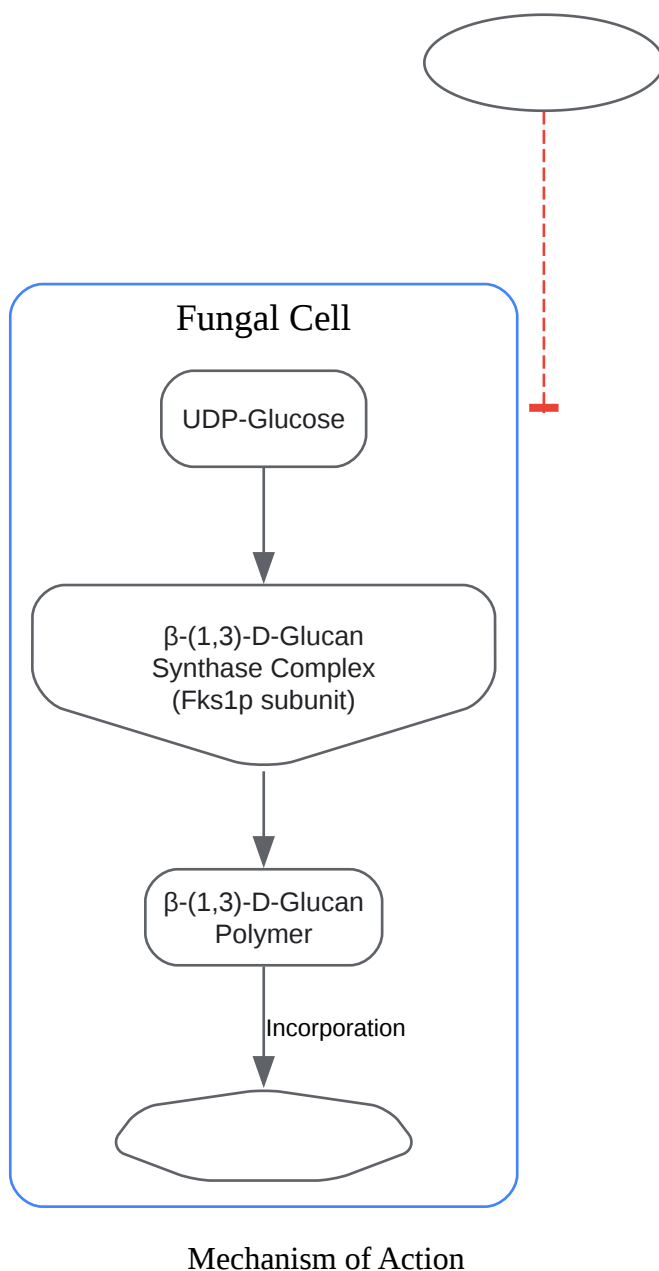 Fungal Cell
UDP-Glucose
β-(1,3)-D-Glucan
Synthase Complex
(Fks1p subunit)
β-(1,3)-D-Glucan
Polymer
Incorporation
Mechanism of Action